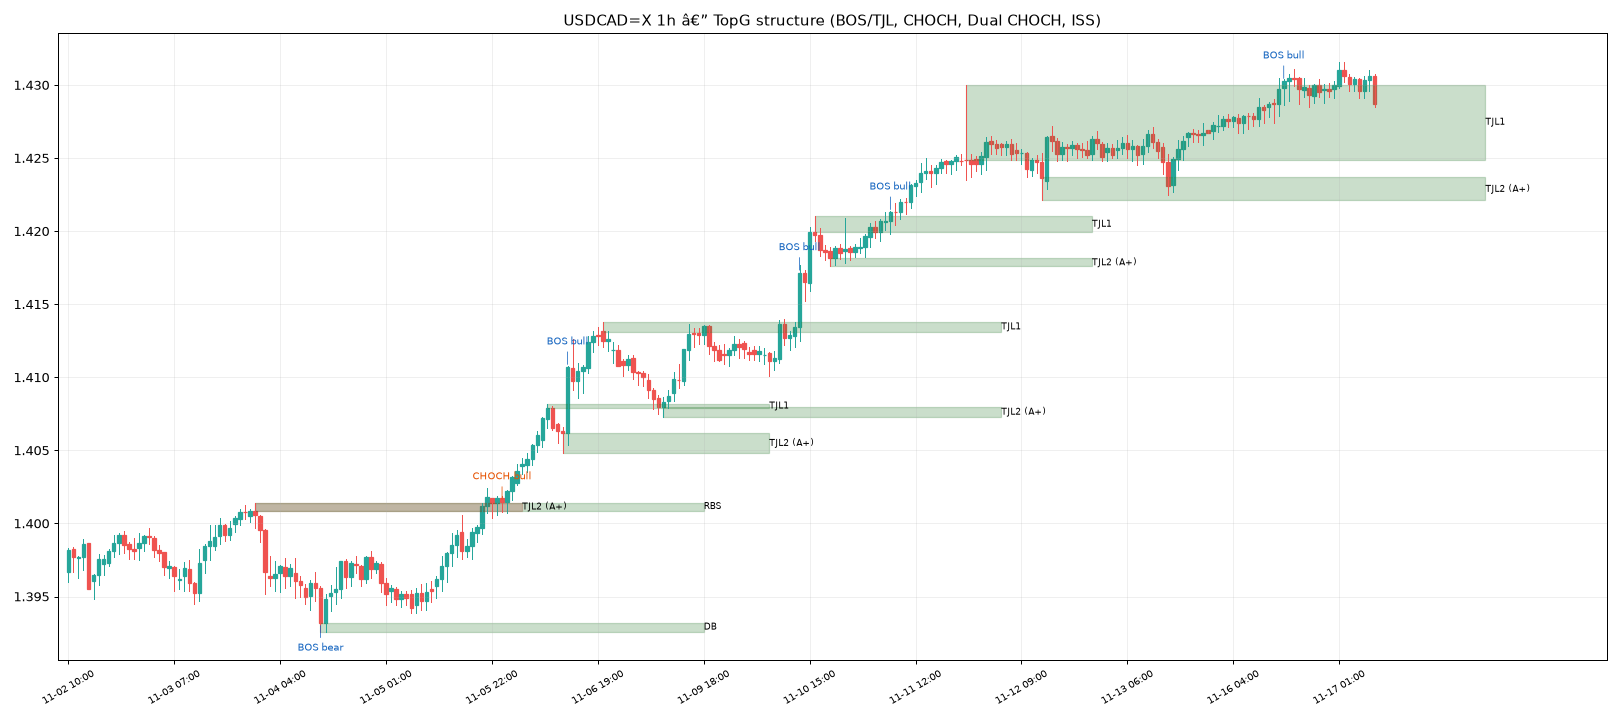 USDCAD=X 1h â€” TopG structure (BOS/TJL, CHOCH, Dual CHOCH, ISS)
BOS bull
1.430
TJL1
1.425
BOS bull
TJL2 (A+)
1.420
TJL1
BOS bull
TJL2 (A+)
1.415
TJL1
BOS bull
1.410
TJL1
TJL2 (A+)
1.405
TJL2 (A+)
CHOCH bull
TJL2 (A+)
RBS
1.400
1.395
DB
BOS bear
11-02 10:00
11-03 07:00
11-04 04:00
11-05 01:00
11-05 22:00
11-06 19:00
11-09 18:00
11-10 15:00
11-11 12:00
11-12 09:00
11-13 06:00
11-16 04:00
11-17 01:00